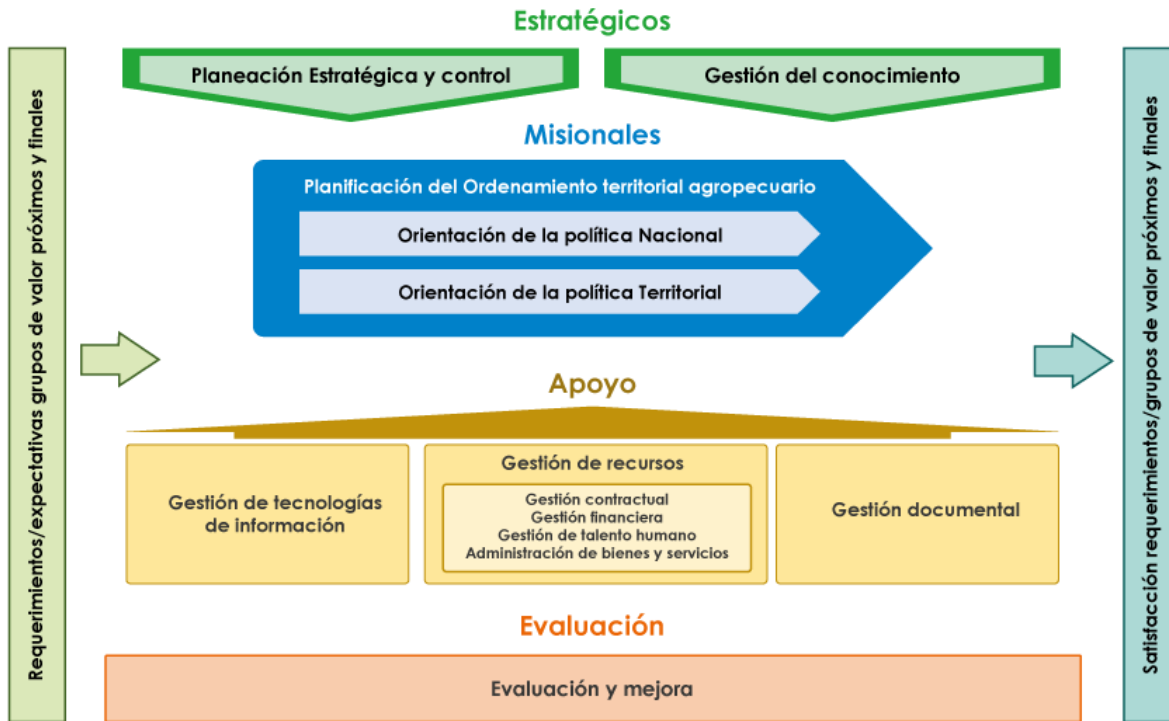 Estratégicos
Requerimientos/expectativas grupos de valor próximos y finales
Planeación Estratégica y control
Gestión del conocimiento
Misionales
Planificación del Ordenamiento territorial agropecuario
Orientación de la política Nacional
Orientación de la política Territorial
Apoyo
Gestión de tecnologías
de información
Gestión de recursos
Gestión contractual
Gestión financiera
Gestión de talento humano
Administración de bienes y servicios
Gestión documental
Evaluación
Evaluación y mejora
Satisfacción requerimientos/grupos de valor próximos y finales